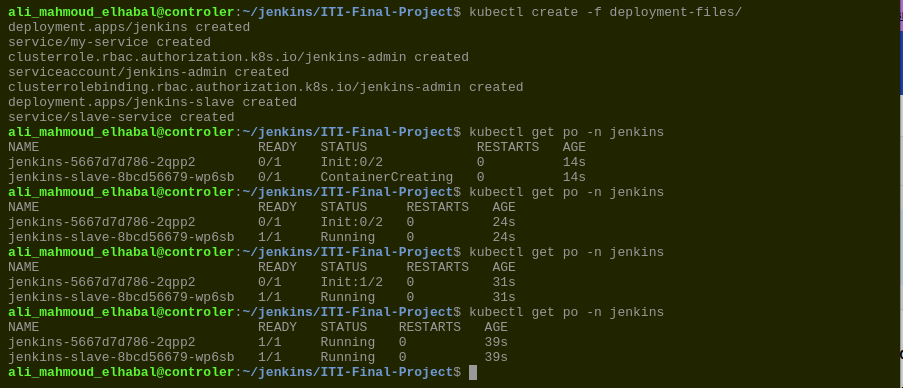 ali_mahmoud_elhabal@controler:~/jenkins/ITI-Final-Project$ kubectl create -f deployment-files/
deployment.apps/jenkins created
service/my-service created
clusterrole.rbac.authorization.k8s.io/jenkins-admin created
serviceaccount/jenkins-admin created
clusterrolebinding.rbac.authorization.k8s.io/jenkins-admin created
deployment.apps/jenkins-slave created
service/slave-service created
ali_mahmoud_elhabal@controler:~/jenkins/ITI-Final-Project$ kubectl get po -n jenkins
NAME                            READY   STATUS              RESTARTS   AGE
jenkins-5667d7d786-2qpp2        0/1     Init:0/2            0          14s
jenkins-slave-8bcd56679-wp6sb   0/1     ContainerCreating   0          14s
ali_mahmoud_elhabal@controler:~/jenkins/ITI-Final-Project$ kubectl get po -n jenkins
NAME                            READY   STATUS     RESTARTS   AGE
jenkins-5667d7d786-2qpp2        0/1     Init:0/2   0          24s
jenkins-slave-8bcd56679-wp6sb   1/1     Running    0          24s
ali_mahmoud_elhabal@controler:~/jenkins/ITI-Final-Project$ kubectl get po -n jenkins
NAME                            READY   STATUS     RESTARTS   AGE
jenkins-5667d7d786-2qpp2        0/1     Init:1/2   0          31s
jenkins-slave-8bcd56679-wp6sb   1/1     Running    0          31s
ali_mahmoud_elhabal@controler:~/jenkins/ITI-Final-Project$ kubectl get po -n jenkins
NAME                            READY   STATUS    RESTARTS   AGE
jenkins-5667d7d786-2qpp2        1/1     Running   0          39s
jenkins-slave-8bcd56679-wp6sb   1/1     Running   0          39s
ali_mahmoud_elhabal@controler:~/jenkins/ITI-Final-Project$